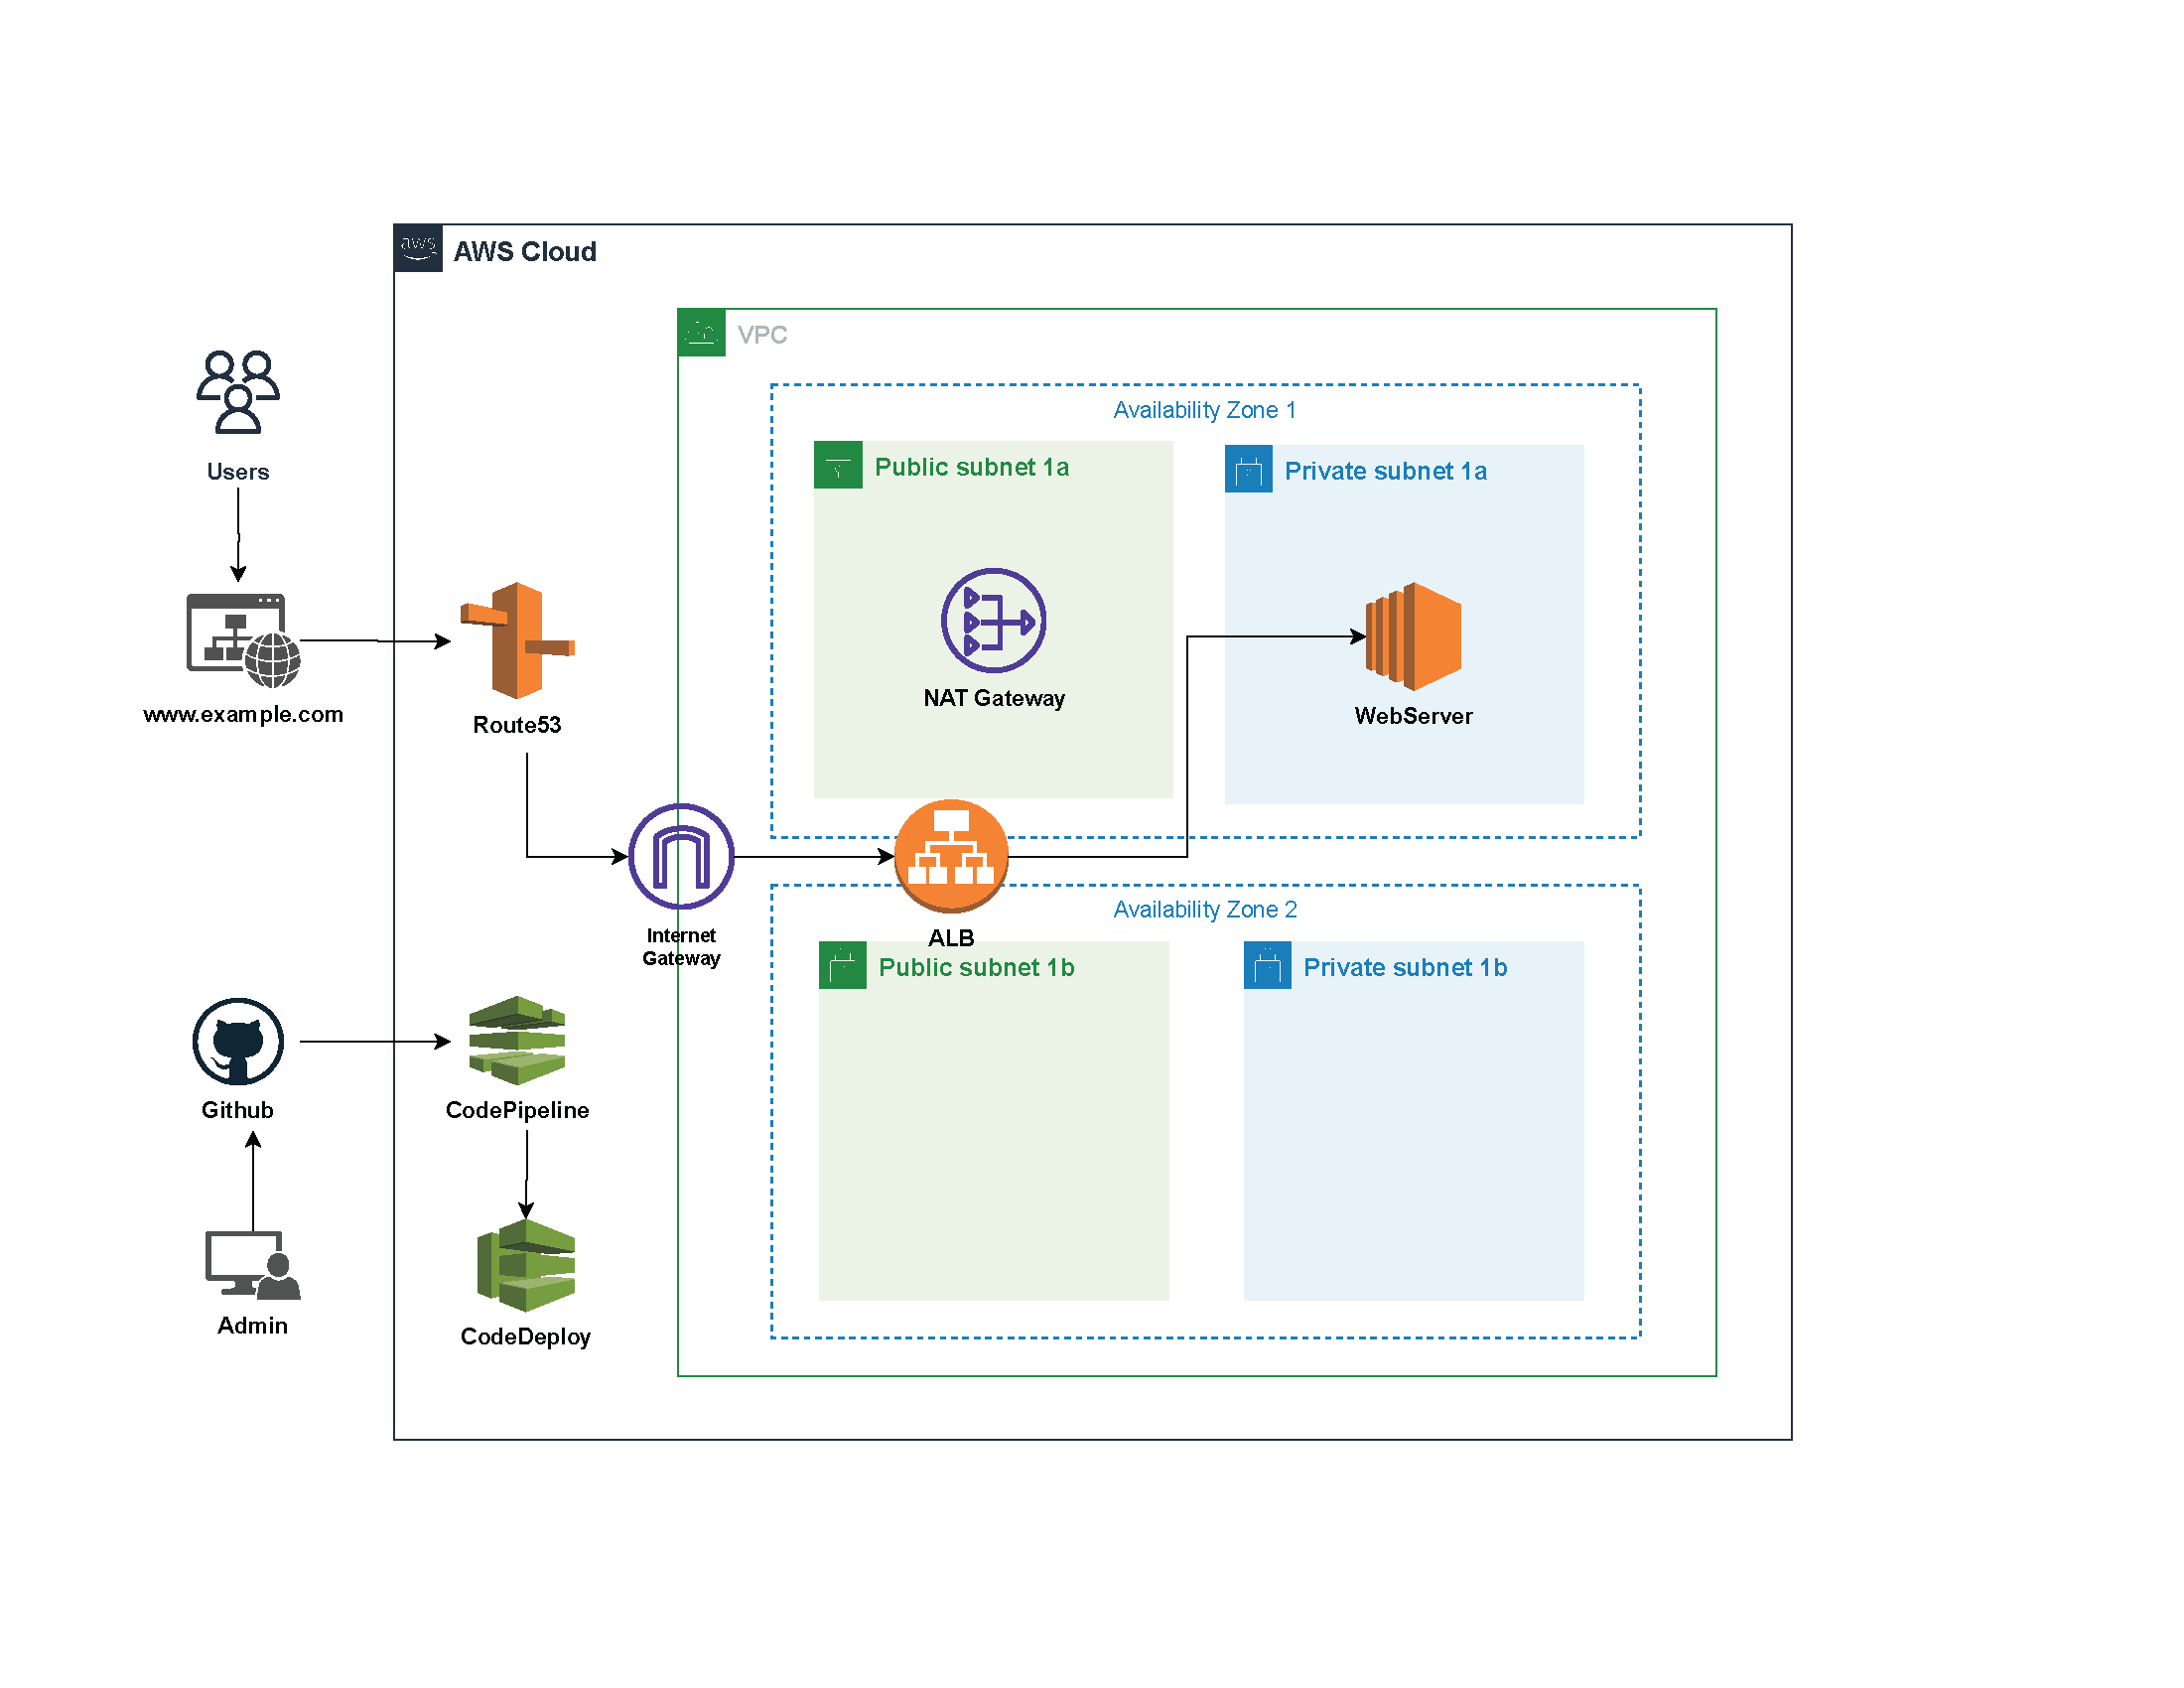 aws
AWS Cloud
VPC
Availability Zone 1
Public subnet 1a
Private subnet 1a
Users
NAT Gateway
WebServer
www.example.com
Route53
Availability Zone 2
Internet
Gateway
ALB
Public subnet 1b
Private subnet 1b
Github
CodePipeline
Admin
CodeDeploy